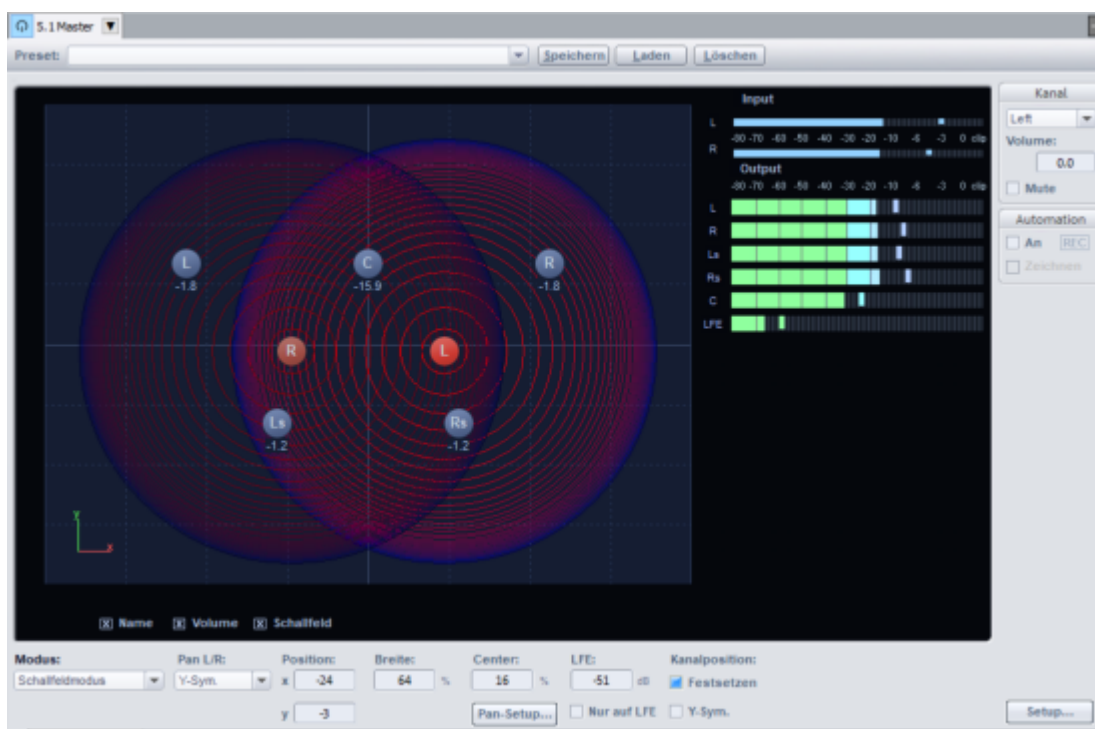 5.1 Master
Preset: Speichern Laden Löschen
Kanal
Left
Volume:
0.0
Mute
Automation
An REC
Zeichnen
Input
L
-90 -70 -60 -50 -40 -30 -20 -10 -6 -3 0 clip
R
Output
-90 -70 -60 -50 -40 -30 -20 -10 -6 -3 0 clip
L
R
Ls
Rs
C
LFE
L C R
-1.8 -15.9 -1.8
R L
Ls Rs
-1.2 -1.2
y
x
x Name x Volume x Schallfeld
Modus: Pan L/R: Position: Breite: Center: LFE: Kanalposition:
Schallfeldmodus Y-Sym. x -24 64 % 16 % -51 dB Festsetzen
y -3 Pan-Setup... Nur auf LFE Y-Sym. Setup...